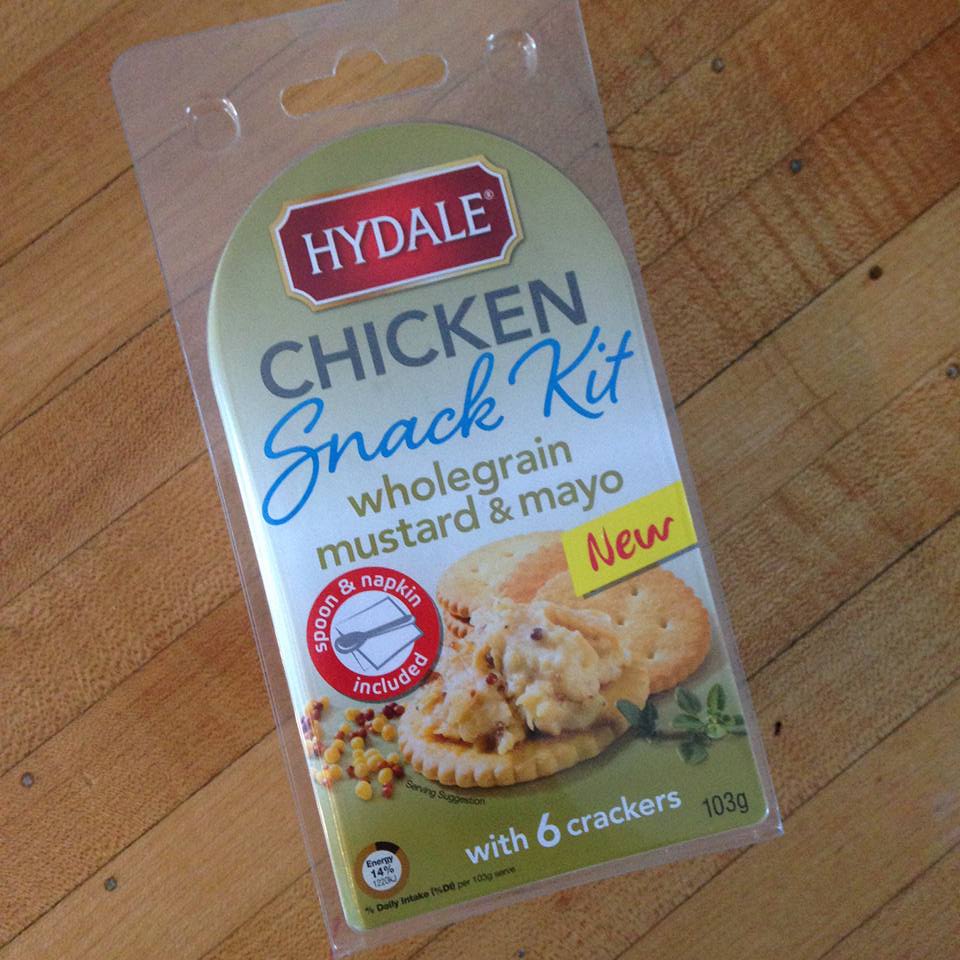 HYDALE®
CHICKEN
Snack Kit
wholegrain
mustard & mayo
New
spoon & napkin
included
Serving Suggestion
with 6 crackers
103g
Energy
14%
1220kJ
% Daily Intake (%DI) per 103g serve